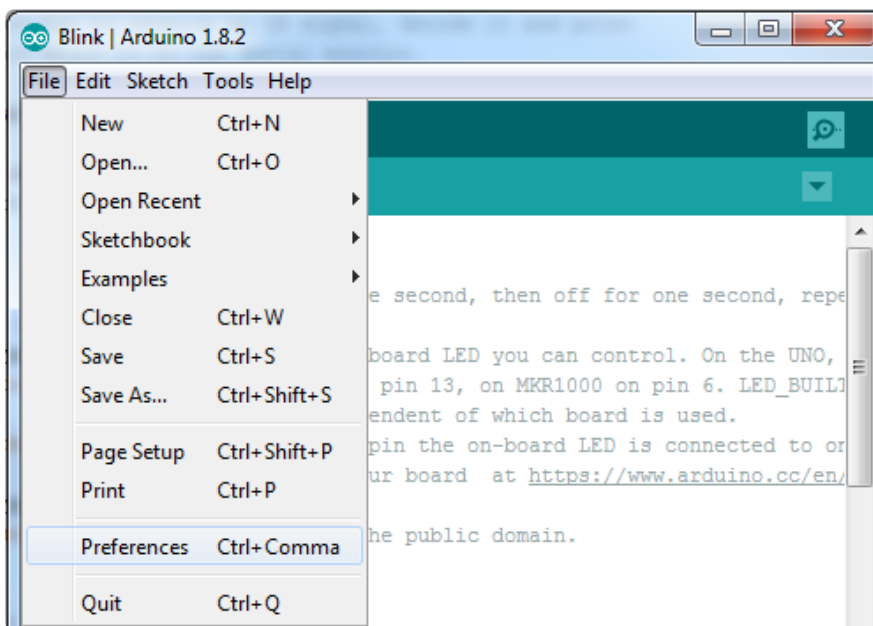 Blink | Arduino 1.8.2
File Edit Sketch Tools Help
New Ctrl+N
Open... Ctrl+O
Open Recent
Sketchbook
Examples
Close Ctrl+W
Save Ctrl+S
Save As... Ctrl+Shift+S
Page Setup Ctrl+Shift+P
Print Ctrl+P
Preferences Ctrl+Comma
Quit Ctrl+Q
e second, then off for one second, repe
board LED you can control. On the UNO,
pin 13, on MKR1000 on pin 6. LED_BUILT
endent of which board is used.
pin the on-board LED is connected to on
ur board at https://www.arduino.cc/en/
he public domain.